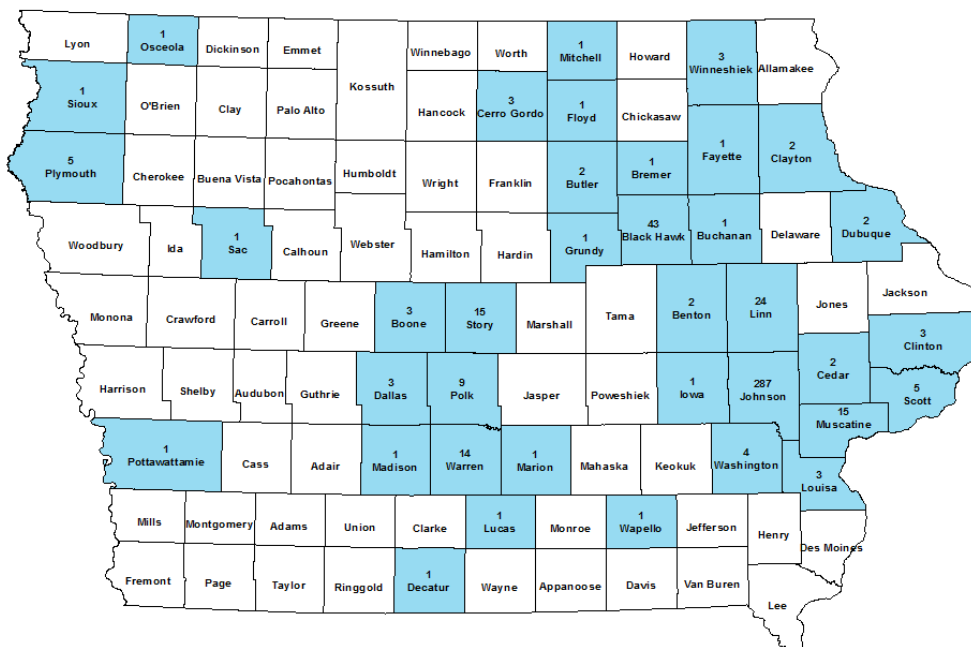 Lyon
1
Osceola
Dickinson
Emmet
Kossuth
Winnebago
Worth
1
Mitchell
Howard
3
Winneshiek
Allamakee
1
Sioux
O'Brien
Clay
Palo Alto
Hancock
3
Cerro Gordo
1
Floyd
Chickasaw
5
Plymouth
Cherokee
Buena Vista
Pocahontas
Humboldt
Wright
Franklin
2
Butler
1
Bremer
1
Fayette
2
Clayton
Woodbury
Ida
1
Sac
Calhoun
Webster
Hamilton
Hardin
1
Grundy
43
Black Hawk
1
Buchanan
Delaware
2
Dubuque
Monona
Crawford
Carroll
Greene
3
Boone
15
Story
Marshall
Tama
2
Benton
24
Linn
Jones
Jackson
3
Clinton
Harrison
Shelby
Audubon
Guthrie
3
Dallas
9
Polk
Jasper
Poweshiek
1
Iowa
287
Johnson
2
Cedar
5
Scott
15
Muscatine
1
Pottawattamie
Cass
Adair
1
Madison
14
Warren
1
Marion
Mahaska
Keokuk
4
Washington
3
Louisa
Mills
Montgomery
Adams
Union
Clarke
1
Lucas
Monroe
1
Wapello
Jefferson
Henry
Des Moines
Fremont
Page
Taylor
Ringgold
1
Decatur
Wayne
Appanoose
Davis
Van Buren
Lee